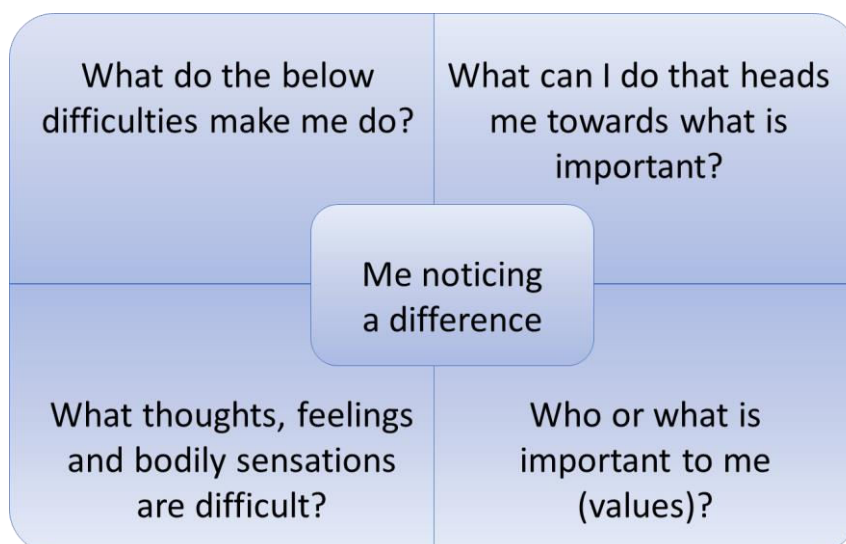 What do the below
difficulties make me do?
What can I do that heads
me towards what is
important?
Me noticing
a difference
What thoughts, feelings
and bodily sensations
are difficult?
Who or what is
important to me
(values)?